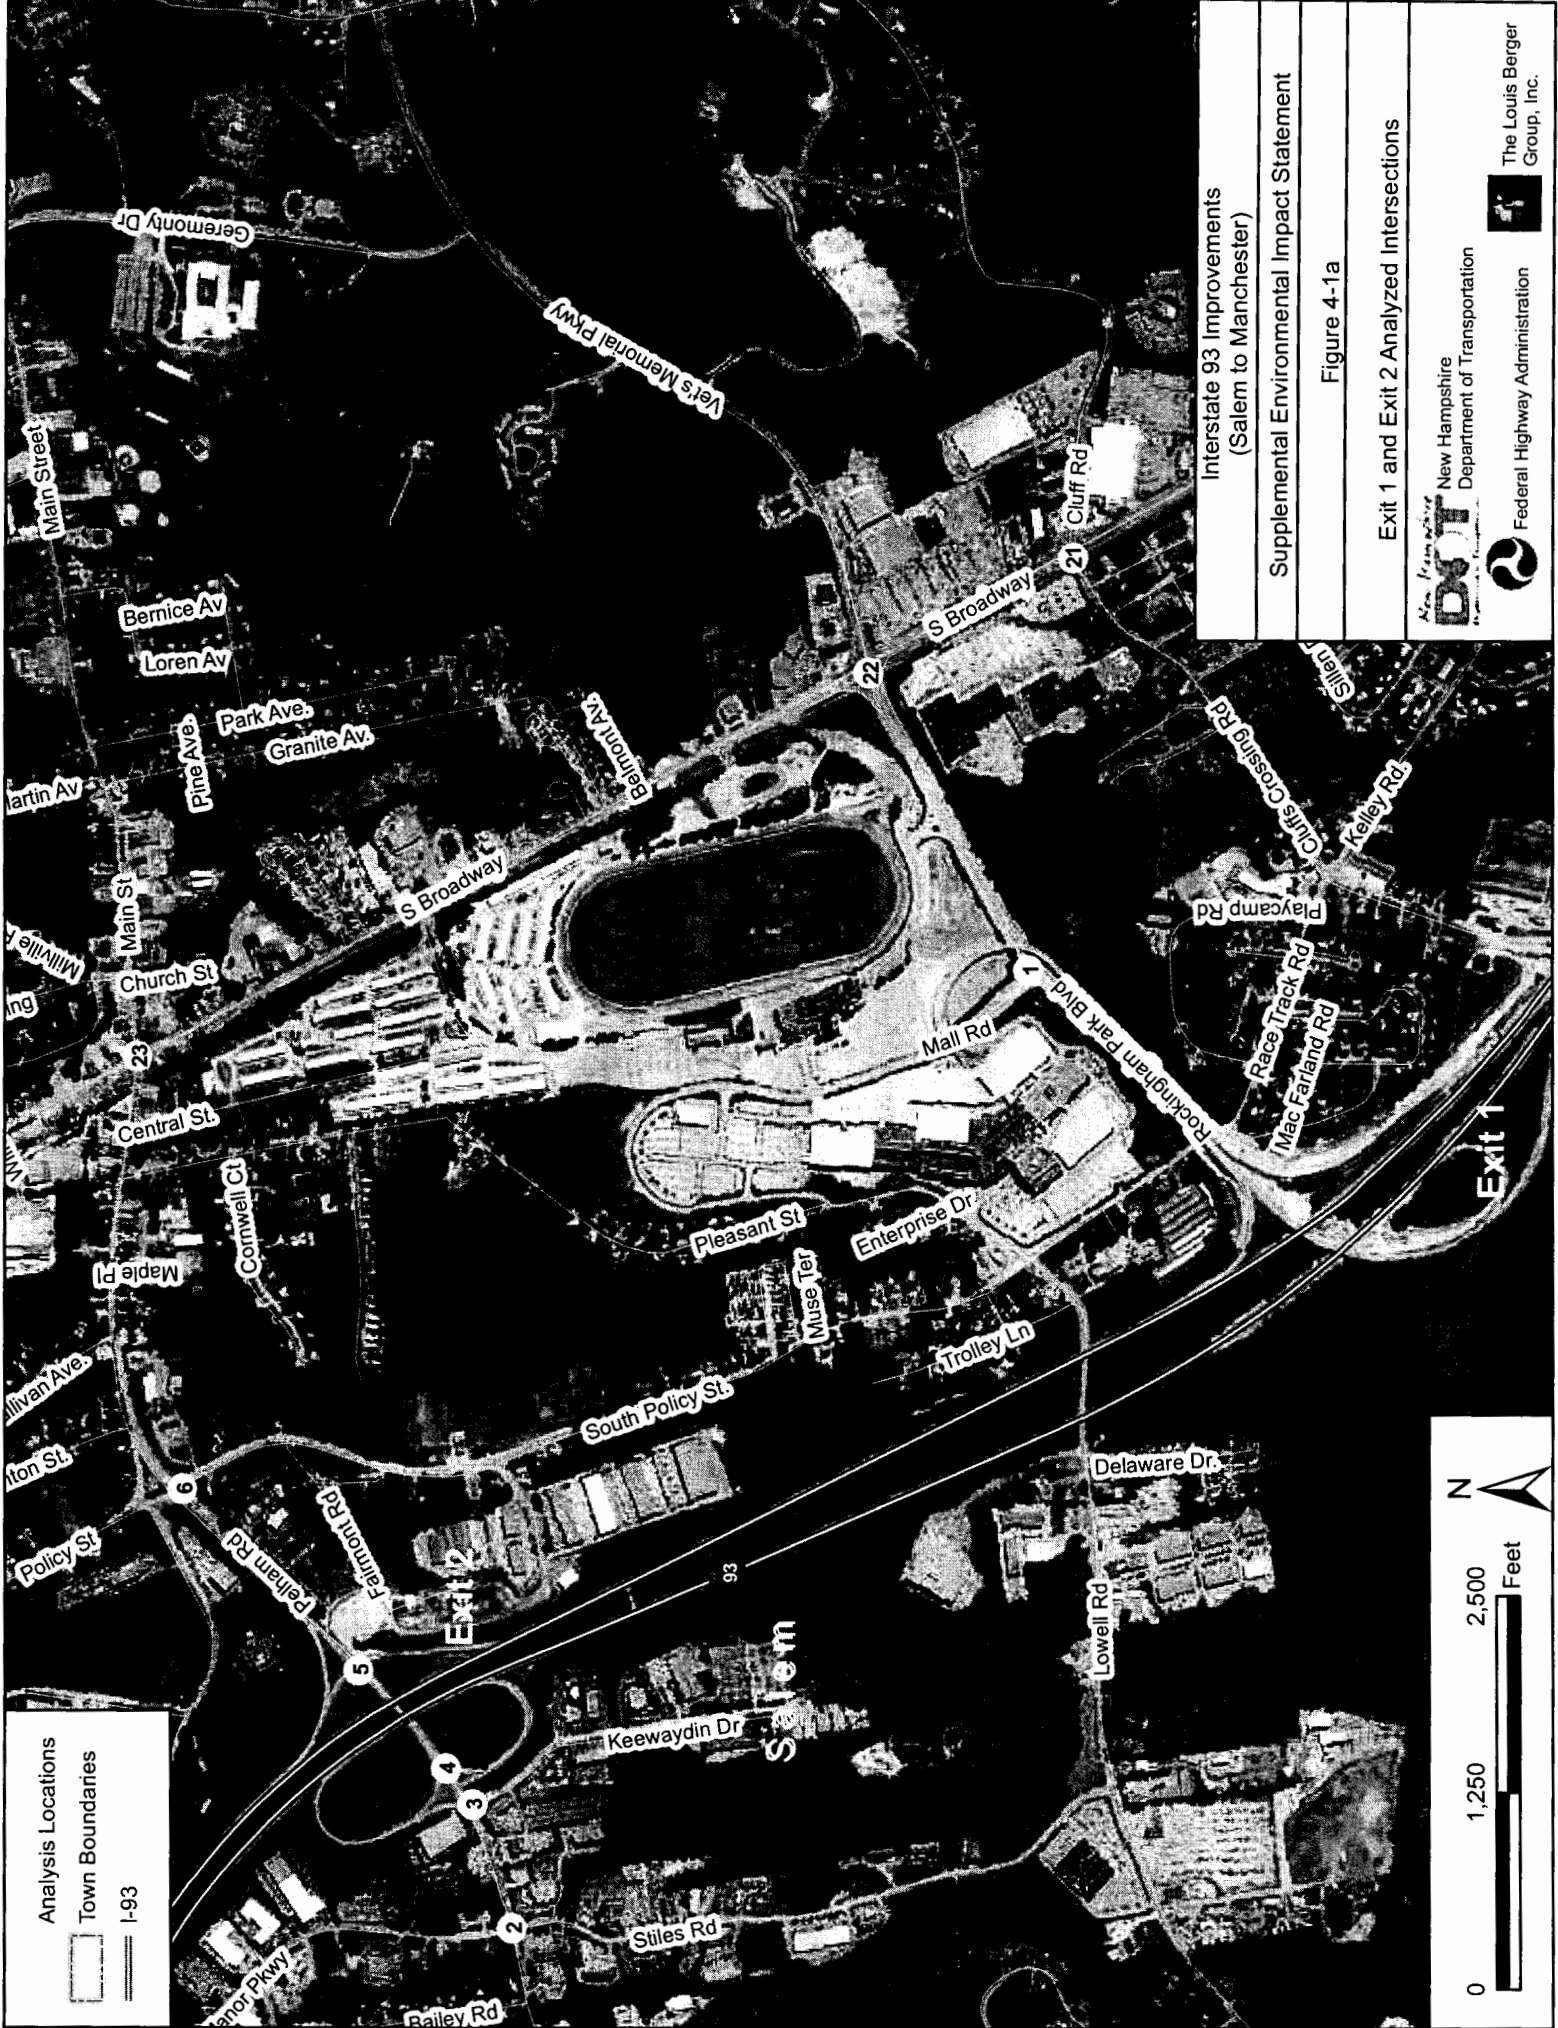 Analysis Locations
Town Boundaries
I-93
Policy St
Main St
Main Street
Maple Pl
Central St.
23
Church St
Pine Ave.
Park Ave.
Granite Av.
Loren Av
Bernice Av
Geremonty Dr
6
Pelham Rd
Fairmont Rd
Cornwell Ct
S Broadway
Belmont Av.
Vet's Memorial Pkwy
5
Exit 2
4
3
2
Bailey Rd
Stiles Rd
Keewaydin Dr
93
South Policy St.
Muse Ter
Pleasant St
Enterprise Dr
Trolley Ln
Mall Rd
1
Rockingham Park Blvd
22
S Broadway
21
Cluff Rd
Lowell Rd
Delaware Dr.
Exit 1
Mac Farland Rd
Race Track Rd
Playcamp Rd
Cluffs Crossing Rd
Kelley Rd.
N
0 1,250 2,500
Feet
Interstate 93 Improvements
(Salem to Manchester)
Supplemental Environmental Impact Statement
Figure 4-1a
Exit 1 and Exit 2 Analyzed Intersections
New Hampshire
DOT
New Hampshire
Department of Transportation
Federal Highway Administration
The Louis Berger
Group, Inc.